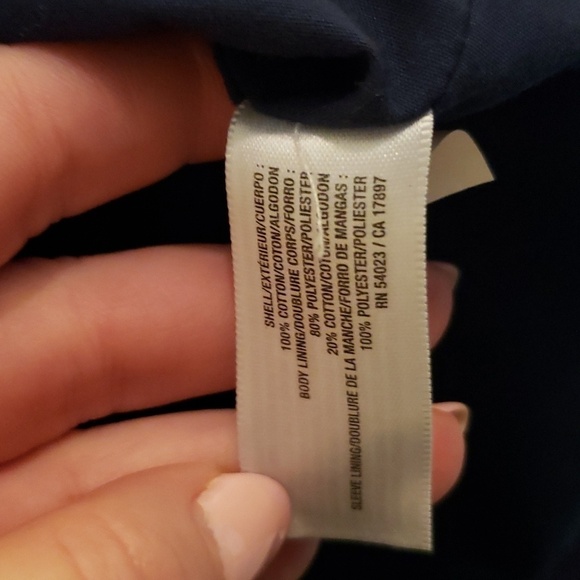 SHELL/EXTÉRIEUR/CUERPO :
100% COTTON/COTON/ALGODON
BODY LINING/DOUBLURE CORPS/FORRO :
80% POLYESTER/POLIESTER
20% COTTON/COTON/ALGODON
SLEEVE LINING/DOUBLURE DE LA MANCHE/FORRO DE MANGAS :
100% POLYESTER/POLIESTER
RN 54023 / CA 17897